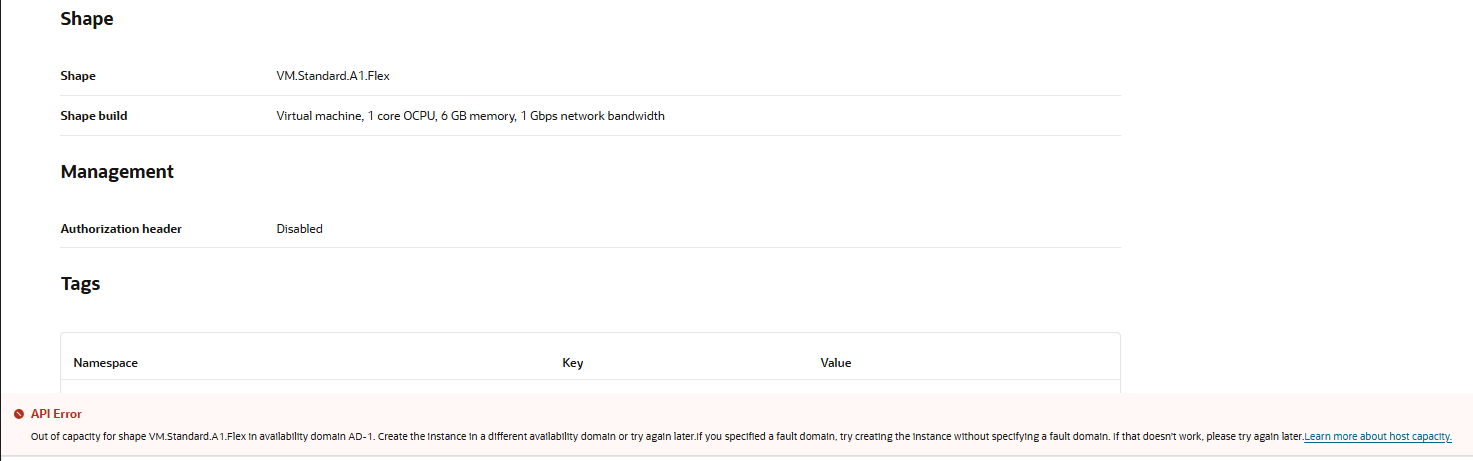 Shape
Shape VM.Standard.A1.Flex
Shape build Virtual machine, 1 core OCPU, 6 GB memory, 1 Gbps network bandwidth
Management
Authorization header Disabled
Tags
Namespace Key Value
API Error
Out of capacity for shape VM.Standard.A1.Flex in availability domain AD-1. Create the instance in a different availability domain or try again later.If you specified a fault domain, try creating the instance without specifying a fault domain. If that doesn't work, please try again later.Learn more about host capacity.